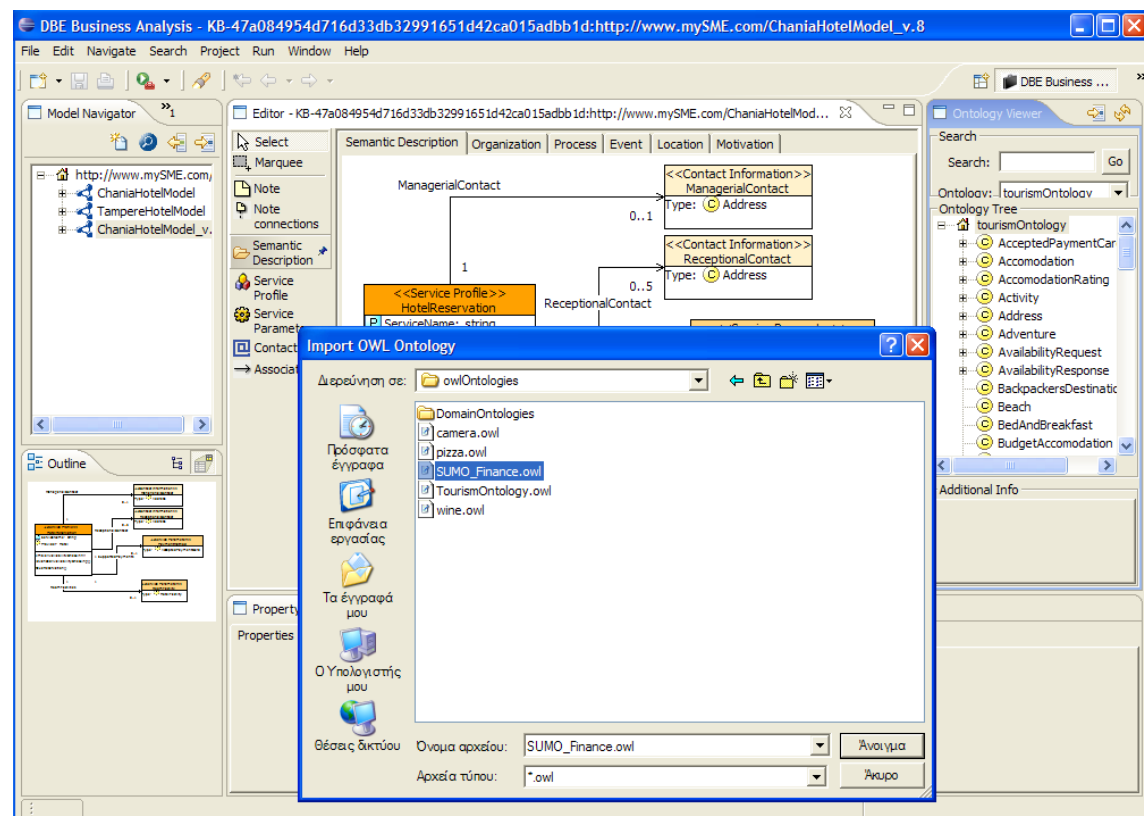 DBE Business Analysis - KB-47a084954d716d33db32991651d42ca015adbb1d:http://www.mySME.com/ChaniaHotelModel_v.8
File Edit Navigate Search Project Run Window Help
DBE Business ...
Model Navigator
1
http://www.mySME.com/
ChaniaHotelModel
TampereHotelModel
ChaniaHotelModel_v.
Outline
Editor - KB-47a084954d716d33db32991651d42ca015adbb1d:http://www.mySME.com/ChaniaHotelMod...
Select
Marquee
Note
Note connections
Semantic Description
Service Profile
Service Paramet
Contact
Associat
Semantic Description Organization Process Event Location Motivation
ManagerialContact
<<Contact Information>>
ManagerialContact
Type: C Address
0..1
<<Contact Information>>
ReceptionalContact
Type: C Address
1
0..5
ReceptionalContact
<<Service Profile>>
HotelReservation
P ServiceName: string
Property
Properties
Ontology Viewer
Search
Search:
Go
Ontology: tourismOntology
Ontology Tree
tourismOntology
C AcceptedPaymentCar
C Accomodation
C AccomodationRating
C Activity
C Address
C Adventure
C AvailabilityRequest
C AvailabilityResponse
C BackpackersDestinatic
C Beach
C BedAndBreakfast
C BudgetAccomodation
Additional Info
Import OWL Ontology
Διερεύνηση σε: owlOntologies
Πρόσφατα έγγραφα
Επιφάνεια εργασίας
Τα έγγραφά μου
Ο Υπολογιστής μου
Θέσεις δικτύου
DomainOntologies
camera.owl
pizza.owl
SUMO_Finance.owl
TourismOntology.owl
wine.owl
Όνομα αρχείου: SUMO_Finance.owl Άνοιγμα
Αρχεία τύπου: *.owl Άκυρο